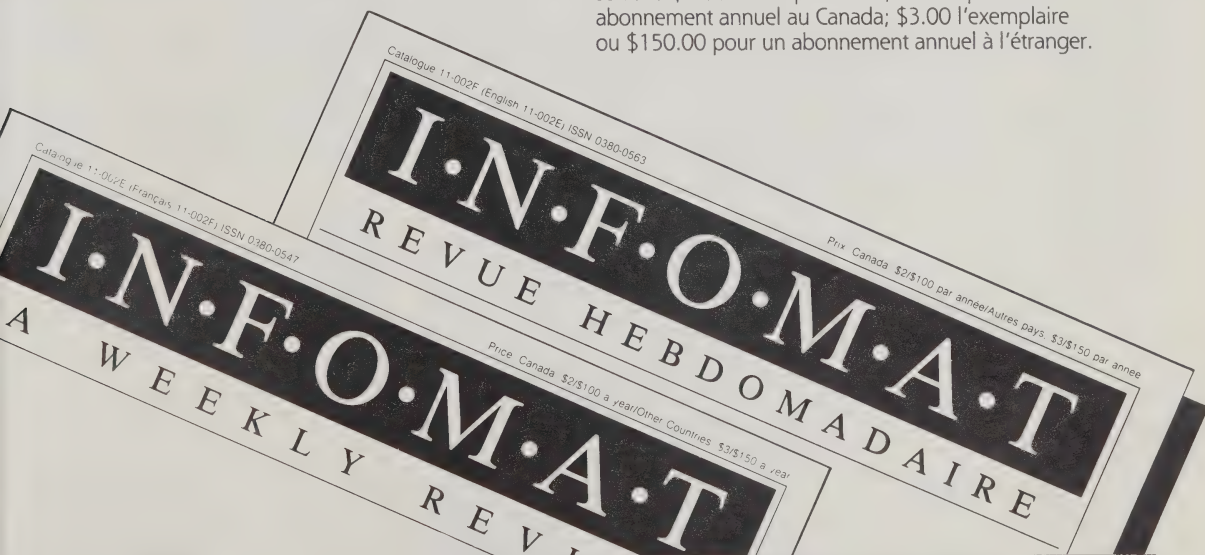 abonnement annuel au Canada; $3.00 l'exemplaire
ou $150.00 pour un abonnement annuel à l'étranger.
Catalogue 11-002F (English 11-002E) ISSN 0380-0563
I•N•F•O•M•A•T
Prix Canada $2/$100 par année/Autres pays, $3/$150 par année
REVUE HEBDOMADAIRE
Catalogue 11-002E (Français 11-002F) ISSN 0380-0547
I•N•F•O•M•A•T
Price Canada $2/$100 a year/Other Countries $3/$150 a year
A WEEKLY